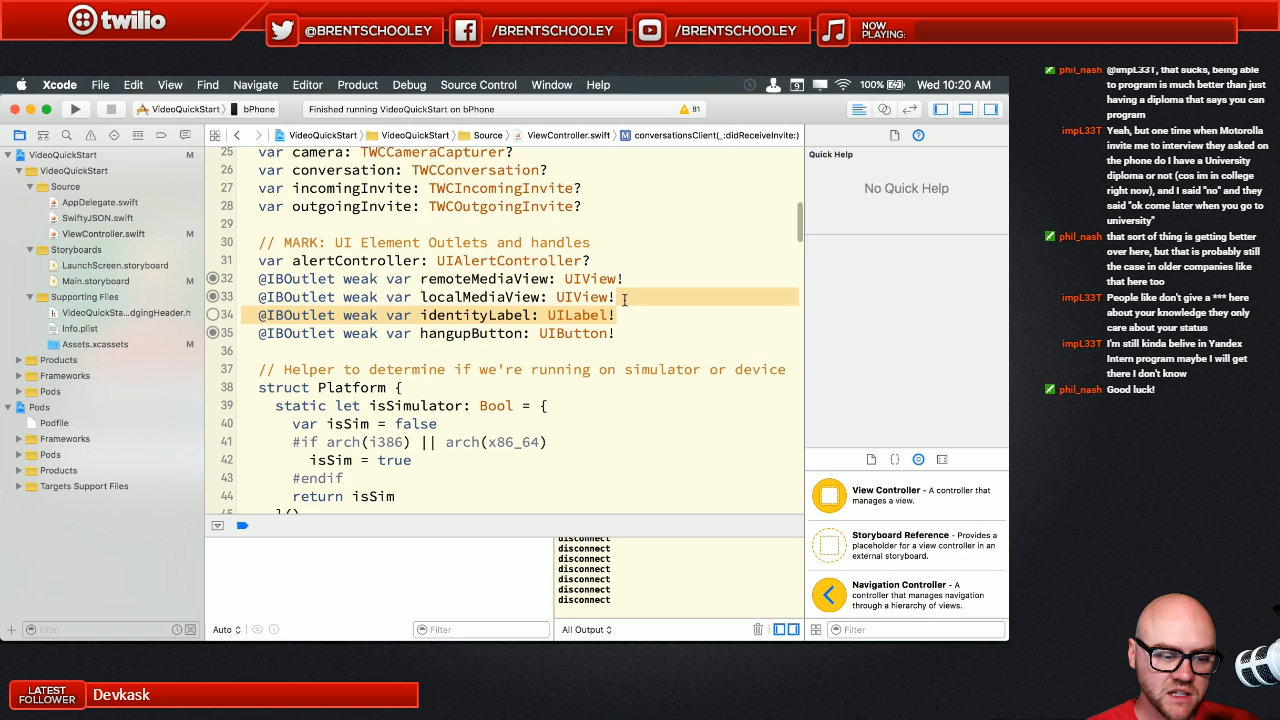 twilio
@BRENTSCHOOLEY
/BRENTSCHOOLEY
/BRENTSCHOOLEY
NOW
PLAYING:
Xcode File Edit View Find Navigate Editor Product Debug Source Control Window Help
9 100% Wed 10:20 AM
VideoQuickStart bPhone
Finished running VideoQuickStart on bPhone
81
VideoQuickStart VideoQuickStart Source ViewController.swift M conversationsClient(_:didReceiveInvite:)
VideoQuickStart M
VideoQuickStart
Source
AppDelegate.swift
SwiftyJSON.swift
ViewController.swift M
Storyboards
LaunchScreen.storyboard
Main.storyboard M
Supporting Files
VideoQuickSta...dgingHeader.h
Info.plist
Assets.xcassets
Products
Frameworks
Pods
Pods
Podfile
Frameworks
Pods
Products
Targets Support Files
Filter
25 var camera: TWCCameraCapturer?
26 var conversation: TWCConversation?
27 var incomingInvite: TWCIncomingInvite?
28 var outgoingInvite: TWCOutgoingInvite?
29
30 // MARK: UI Element Outlets and handles
31 var alertController: UIAlertController?
32 @IBOutlet weak var remoteMediaView: UIView!
33 @IBOutlet weak var localMediaView: UIView!
34 @IBOutlet weak var identityLabel: UILabel!
35 @IBOutlet weak var hangupButton: UIButton!
36
37 // Helper to determine if we're running on simulator or device
38 struct Platform {
39 static let isSimulator: Bool = {
40 var isSim = false
41 #if arch(i386) || arch(x86_64)
42 isSim = true
43 #endif
44 return isSim
45 }()
Auto
Filter
disconnect
disconnect
disconnect
disconnect
disconnect
disconnect
disconnect
All Output
Quick Help
No Quick Help
View Controller - A controller that
manages a view.
Storyboard Reference - Provides a
placeholder for a view controller in an
external storyboard.
Navigation Controller - A
controller that manages navigation
through a hierarchy of views.
Filter
phil_nash @impL33T, that sucks, being able
to program is much better than just
having a diploma that says you can
program
impL33T Yeah, but one time when Motorolla
invite me to interview they asked on
the phone do I have a University
diploma or not (cos im in college
right now), and I said "no" and they
said "ok come later when you go to
university"
phil_nash that sort of thing is getting better
over here, but that is probably still
the case in older companies like
that here too
impL33T People like don't give a *** here
about your knowledge they only
care about your status
impL33T I'm still kinda belive in Yandex
Intern program maybe I will get
there I don't know
phil_nash Good luck!
LATEST
FOLLOWER
Devkask